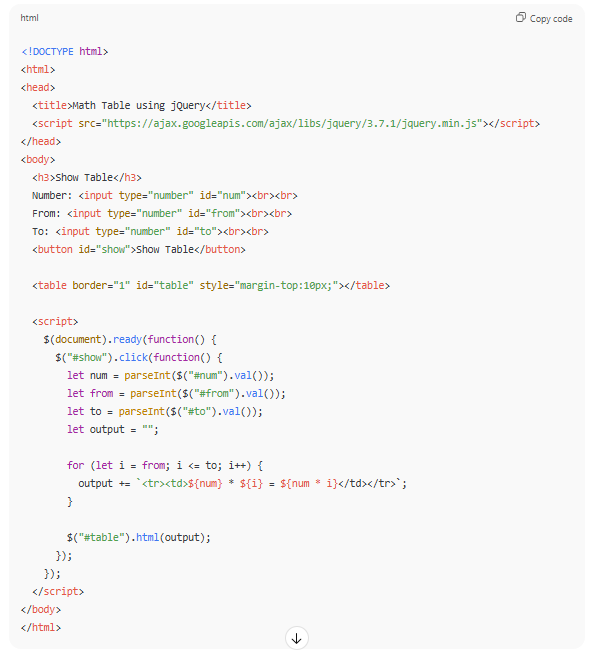 html
Copy code
<!DOCTYPE html>
<html>
<head>
  <title>Math Table using jQuery</title>
  <script src="https://ajax.googleapis.com/ajax/libs/jquery/3.7.1/jquery.min.js"></script>
</head>
<body>
  <h3>Show Table</h3>
  Number: <input type="number" id="num"><br><br>
  From: <input type="number" id="from"><br><br>
  To: <input type="number" id="to"><br><br>
  <button id="show">Show Table</button>

  <table border="1" id="table" style="margin-top:10px;"></table>

  <script>
    $(document).ready(function() {
      $("#show").click(function() {
        let num = parseInt($("#num").val());
        let from = parseInt($("#from").val());
        let to = parseInt($("#to").val());
        let output = "";

        for (let i = from; i <= to; i++) {
          output += `<tr><td>${num} * ${i} = ${num * i}</td></tr>`;
        }

        $("#table").html(output);
      });
    });
  </script>
</body>
</html>